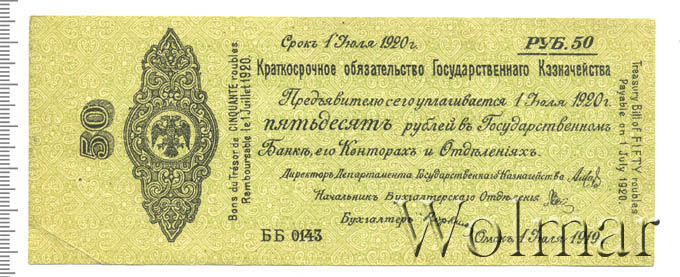 Срокъ 1 Июля 1920 г.
РУБ. 50
Краткосрочное обязательство Государственнаго Казначейства
Предъявителю сего уплачивается 1 Июля 1920 г.
пятьдесятъ рублей въ Государственномъ
Банкѣ, его Конторахъ и Отдѣленіяхъ.
Директоръ Департамента Государственнаго Казначейства
Начальникъ Бухгалтерскаго Отдѣленія
Бухгалтеръ
ББ 0143
Омскъ 1 Июля 1919
50
Bons du Trésor de CINQUANTE roubles
Remboursable le 1 Juillet 1920.
Treasury Bill of FIFTY roubles
Payable on 1 July 1920.
Wolmar